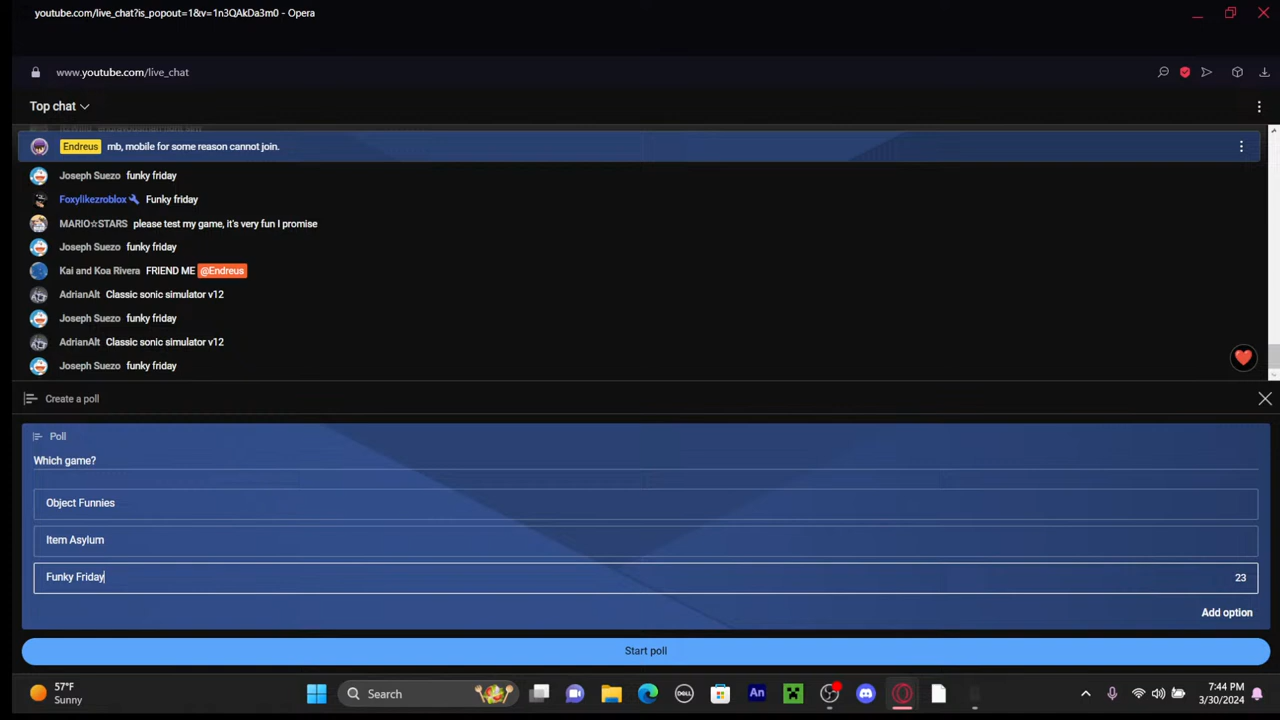 youtube.com/live_chat?is_popout=1&v=1n3QAkDa3m0 - Opera
www.youtube.com/live_chat
Top chat
Endreus mb, mobile for some reason cannot join.
Joseph Suezo funky friday
Foxylikezroblox Funky friday
MARIO☆STARS please test my game, it's very fun I promise
Joseph Suezo funky friday
Kai and Koa Rivera FRIEND ME @Endreus
AdrianAlt Classic sonic simulator v12
Joseph Suezo funky friday
AdrianAlt Classic sonic simulator v12
Joseph Suezo funky friday
Create a poll
Poll
Which game?
Object Funnies
Item Asylum
Funky Friday 23
Add option
Start poll
57°F
Sunny
Search
DELL
An
7:44 PM
3/30/2024